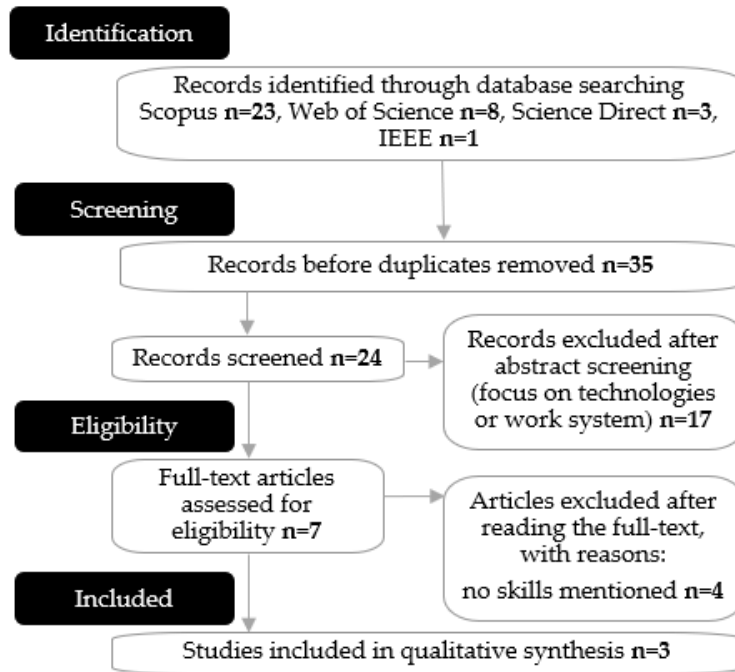 Identification
Records identified through database searching
Scopus n=23, Web of Science n=8, Science Direct n=3,
IEEE n=1
Screening
Records before duplicates removed n=35
Records screened n=24
Records excluded after
abstract screening
(focus on technologies
or work system) n=17
Eligibility
Full-text articles
assessed for
eligibility n=7
Articles excluded after
reading the full-text,
with reasons:
no skills mentioned n=4
Included
Studies included in qualitative synthesis n=3